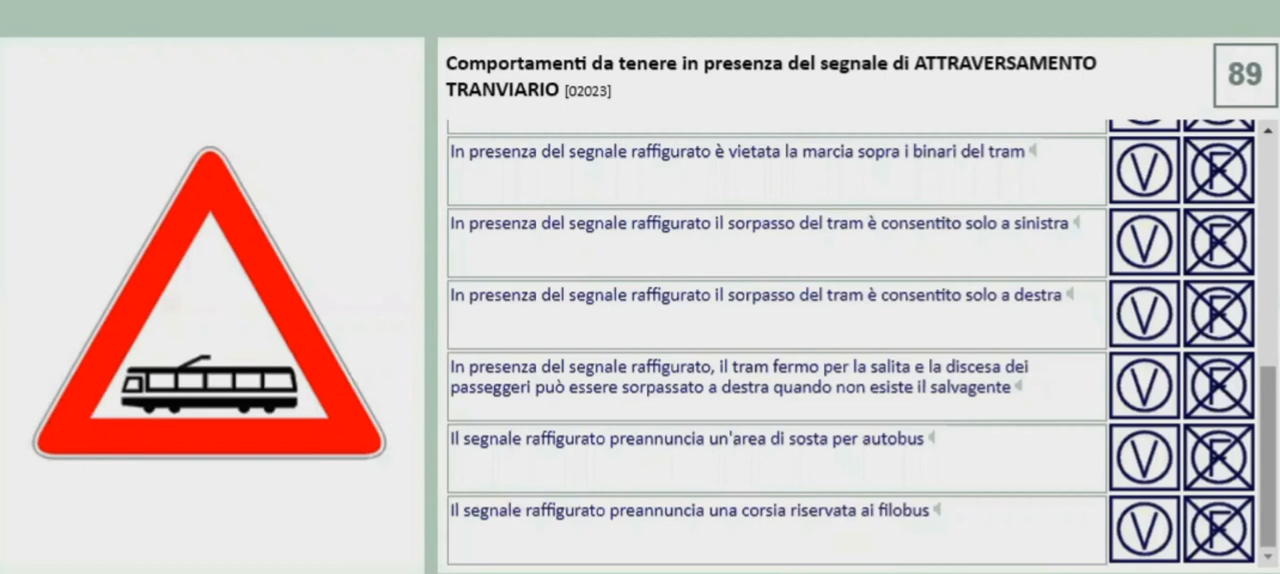 Comportamenti da tenere in presenza del segnale di ATTRAVERSAMENTO
TRANVIARIO [02023]
89
In presenza del segnale raffigurato è vietata la marcia sopra i binari del tram
V F
In presenza del segnale raffigurato il sorpasso del tram è consentito solo a sinistra
V F
In presenza del segnale raffigurato il sorpasso del tram è consentito solo a destra
V F
In presenza del segnale raffigurato, il tram fermo per la salita e la discesa dei
passeggeri può essere sorpassato a destra quando non esiste il salvagente
V F
Il segnale raffigurato preannuncia un'area di sosta per autobus
V F
Il segnale raffigurato preannuncia una corsia riservata ai filobus
V F